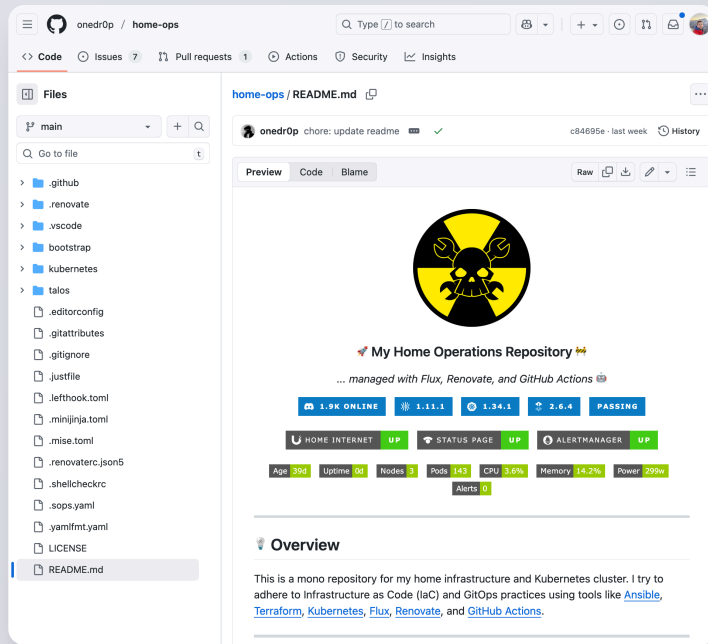 onedr0p / home-ops
Type / to search
Code
Issues 7
Pull requests 1
Actions
Security
Insights
Files
main
Go to file
t
.github
.renovate
.vscode
bootstrap
kubernetes
talos
.editorconfig
.gitattributes
.gitignore
.justfile
.lefthook.toml
.minijinja.toml
.mise.toml
.renovaterc.json5
.shellcheckrc
.sops.yaml
.yamlfmt.yaml
LICENSE
README.md
home-ops / README.md
onedr0p chore: update readme
c84695e · last week
History
Preview
Code
Blame
Raw
🚀 My Home Operations Repository 🚧
... managed with Flux, Renovate, and GitHub Actions 🤖
1.9K ONLINE
1.11.1
1.34.1
2.6.4
PASSING
HOME INTERNET UP
STATUS PAGE UP
ALERTMANAGER UP
Age 39d
Uptime 0d
Nodes 3
Pods 143
CPU 3.6%
Memory 14.2%
Power 299w
Alerts 0
💡 Overview
This is a mono repository for my home infrastructure and Kubernetes cluster. I try to
adhere to Infrastructure as Code (IaC) and GitOps practices using tools like Ansible,
Terraform, Kubernetes, Flux, Renovate, and GitHub Actions.